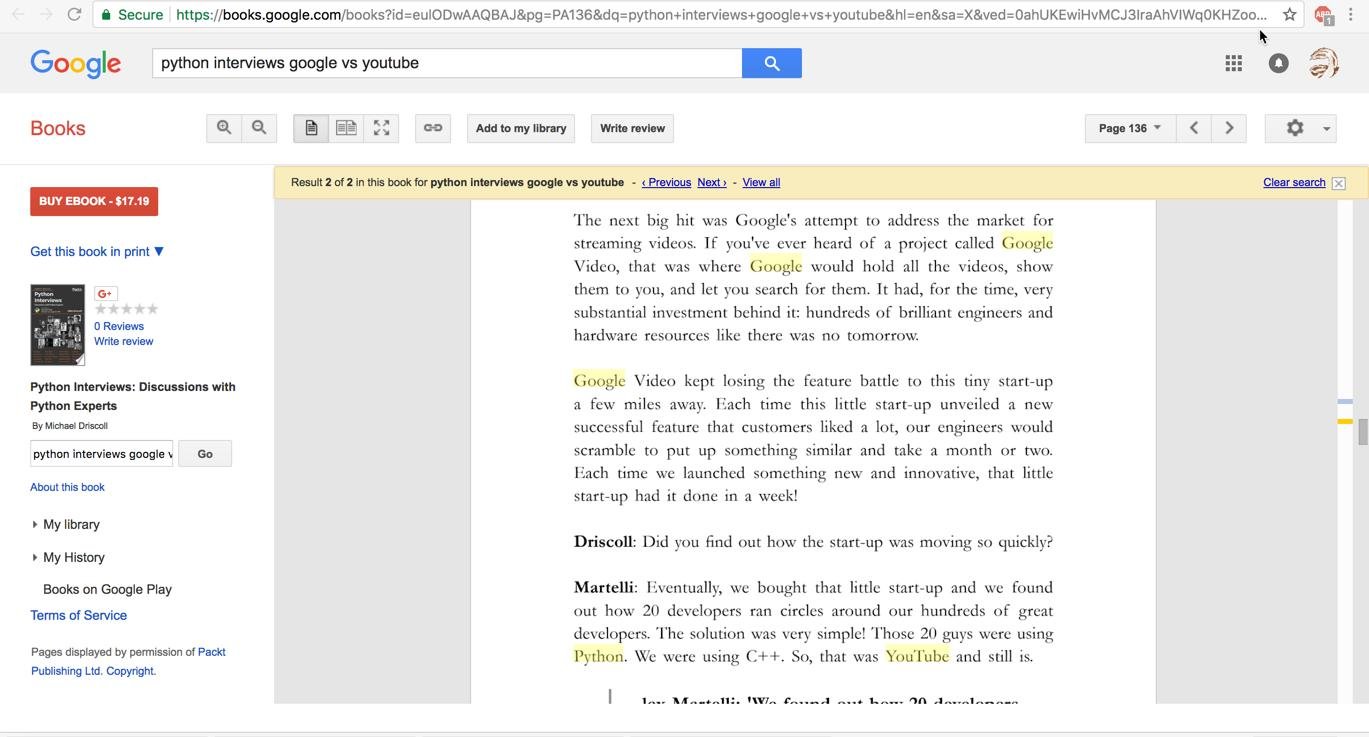 Secure https://books.google.com/books?id=eulODwAAQBAJ&pg=PA136&dq=python+interviews+google+vs+youtube&hl=en&sa=X&ved=0ahUKEwiHvMCJ3IraAhVIWq0KHZoo...
ABP
1
Google
python interviews google vs youtube
Books
Add to my library
Write review
Page 136
BUY EBOOK - $17.19
Result 2 of 2 in this book for python interviews google vs youtube - ‹ Previous Next › - View all
Clear search
Get this book in print ▼
G+
0 Reviews
Write review
Python Interviews: Discussions with
Python Experts
By Michael Driscoll
python interviews google v
Go
About this book
My library
My History
Books on Google Play
Terms of Service
Pages displayed by permission of Packt
Publishing Ltd. Copyright.
The next big hit was Google's attempt to address the market for
streaming videos. If you've ever heard of a project called Google
Video, that was where Google would hold all the videos, show
them to you, and let you search for them. It had, for the time, very
substantial investment behind it: hundreds of brilliant engineers and
hardware resources like there was no tomorrow.
Google Video kept losing the feature battle to this tiny start-up
a few miles away. Each time this little start-up unveiled a new
successful feature that customers liked a lot, our engineers would
scramble to put up something similar and take a month or two.
Each time we launched something new and innovative, that little
start-up had it done in a week!
Driscoll: Did you find out how the start-up was moving so quickly?
Martelli: Eventually, we bought that little start-up and we found
out how 20 developers ran circles around our hundreds of great
developers. The solution was very simple! Those 20 guys were using
Python. We were using C++. So, that was YouTube and still is.
lex Martelli: 'We found out how 20 developers